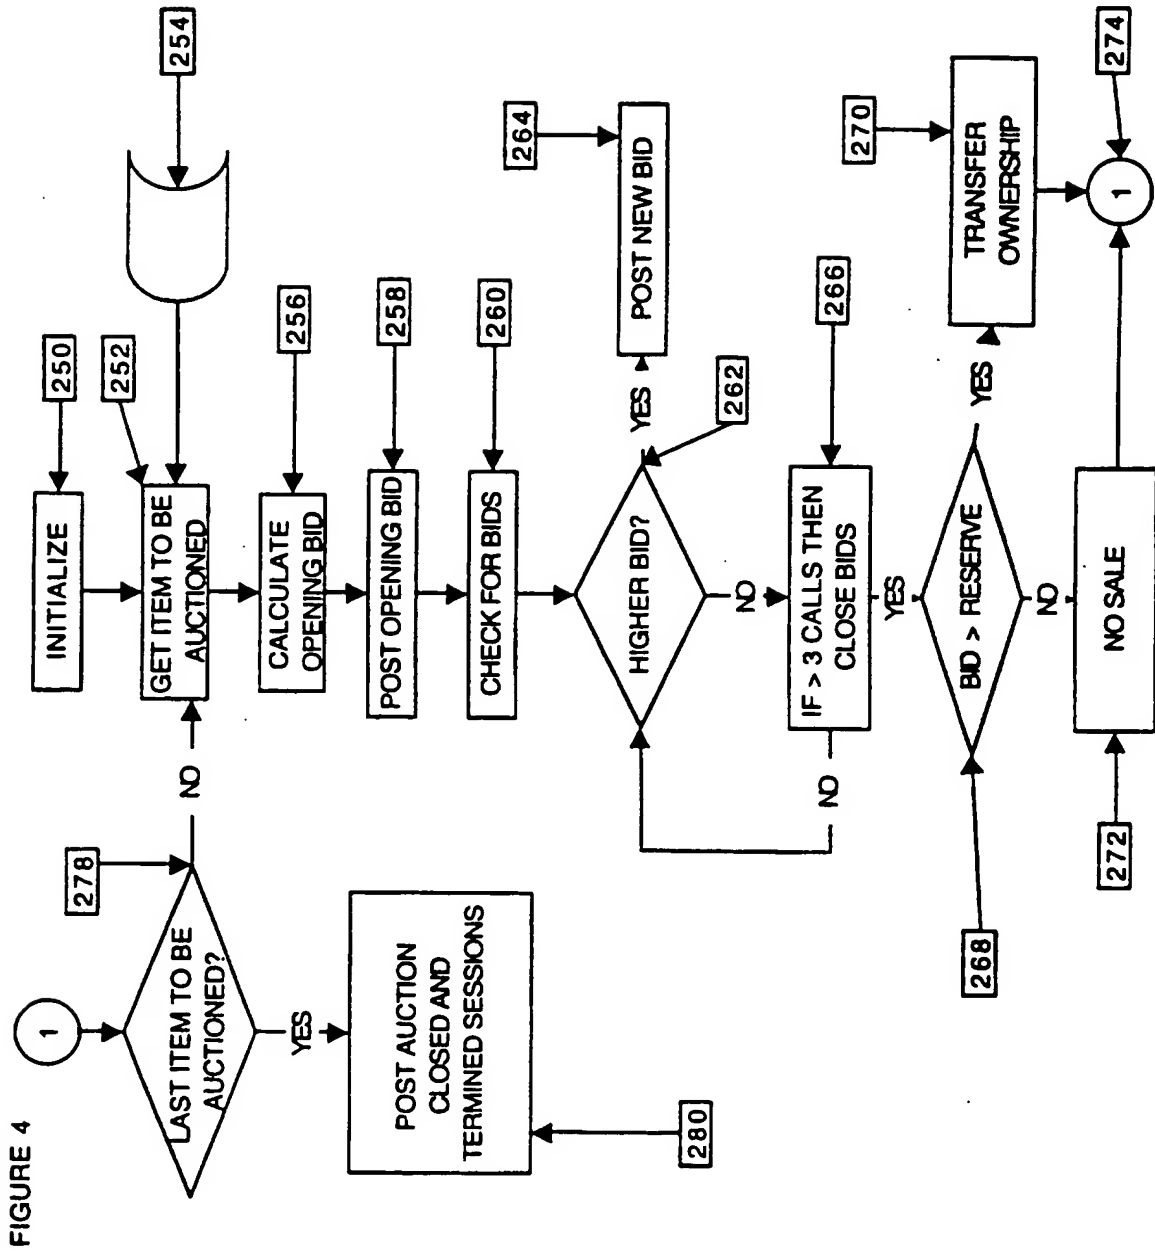 FIGURE 4
1
278
LAST ITEM TO BE
AUCTIONED?
NO
YES
POST AUCTION
CLOSED AND
TERMINED SESSIONS
280
INITIALIZE
250
252
254
GET ITEM TO BE
AUCTIONED
CALCULATE
OPENING BID
256
POST OPENING BID
258
CHECK FOR BIDS
260
HIGHER BID?
YES
262
POST NEW BID
264
NO
IF > 3 CALLS THEN
CLOSE BIDS
266
NO
YES
BID > RESERVE
268
YES
TRANSFER
OWNERSHIP
270
NO
NO SALE
272
1
274